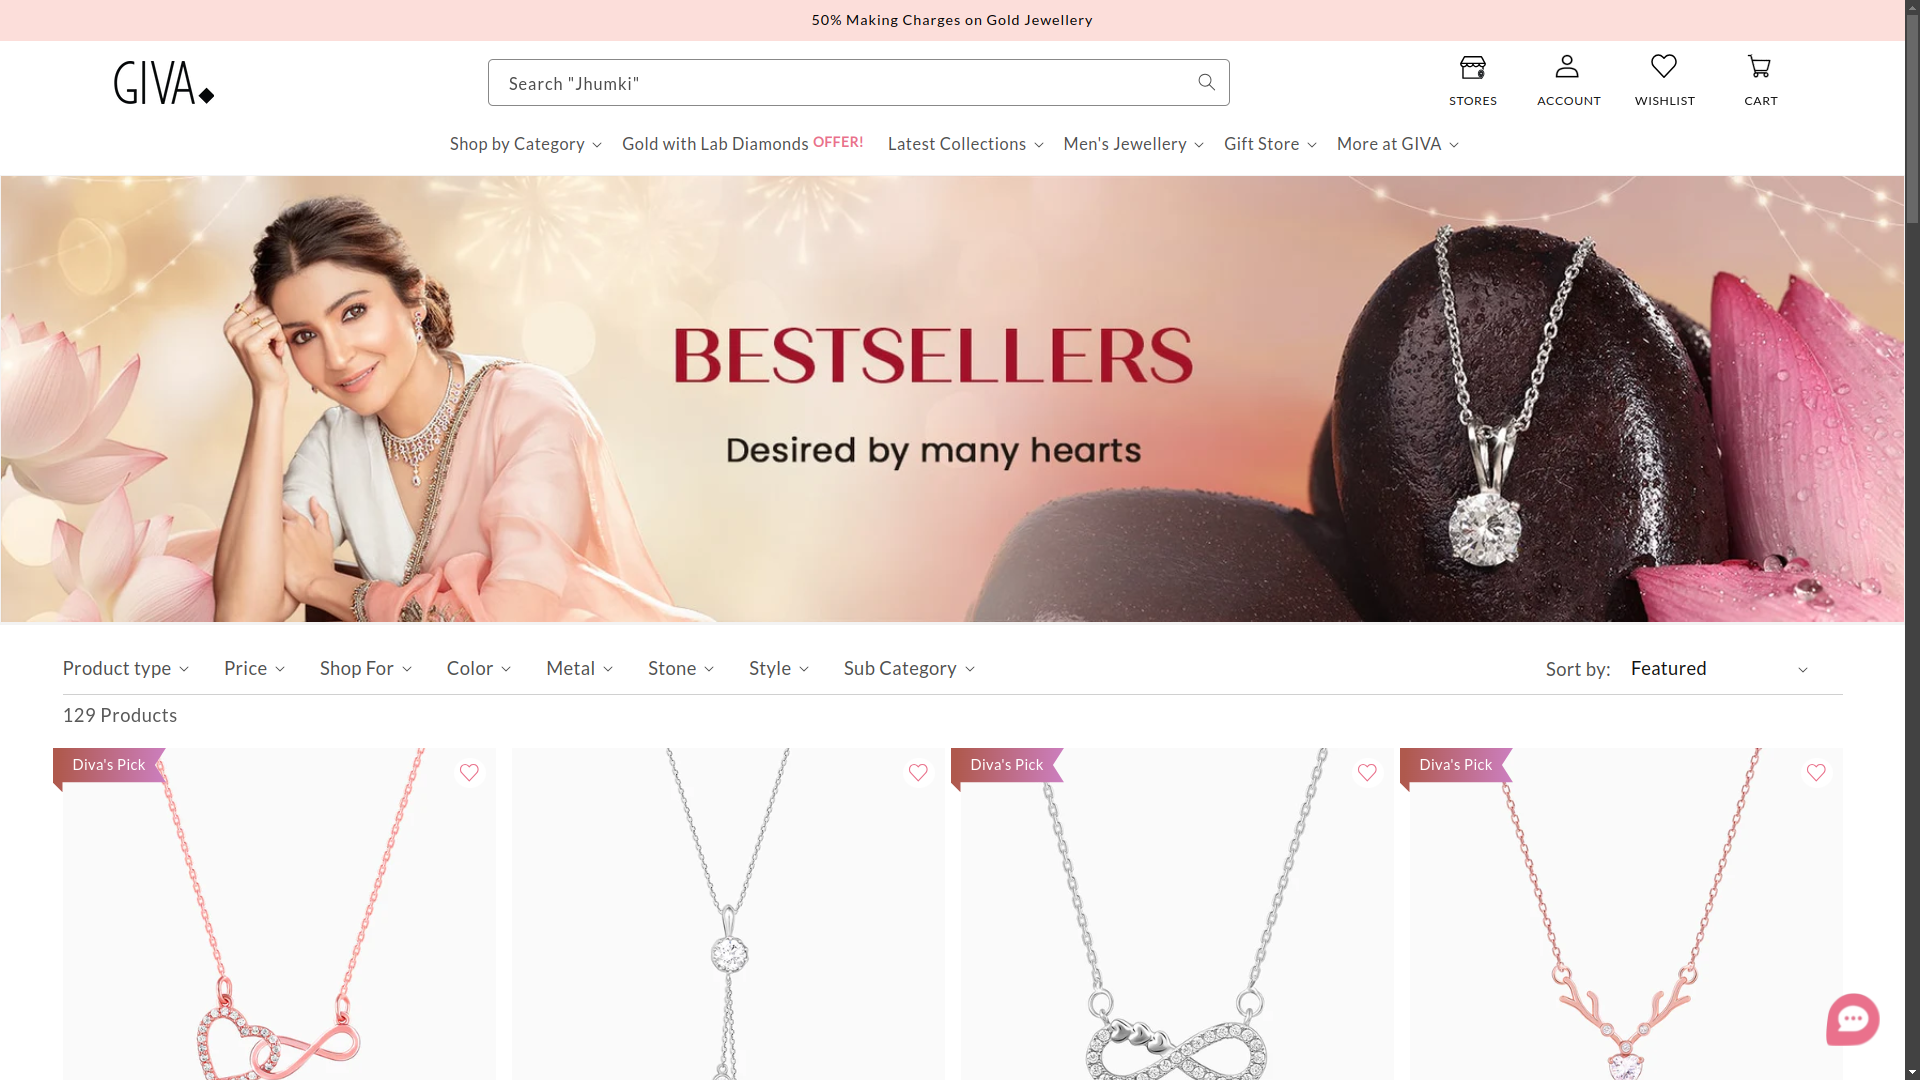 50% Making Charges on Gold Jewellery
GIVA
Search "Jhumki"
STORES
ACCOUNT
WISHLIST
CART
Shop by Category
Gold with Lab Diamonds OFFER!
Latest Collections
Men's Jewellery
Gift Store
More at GIVA
BESTSELLERS
Desired by many hearts
Product type
Price
Shop For
Color
Metal
Stone
Style
Sub Category
Sort by: Featured
129 Products
Diva's Pick
Diva's Pick
Diva's Pick